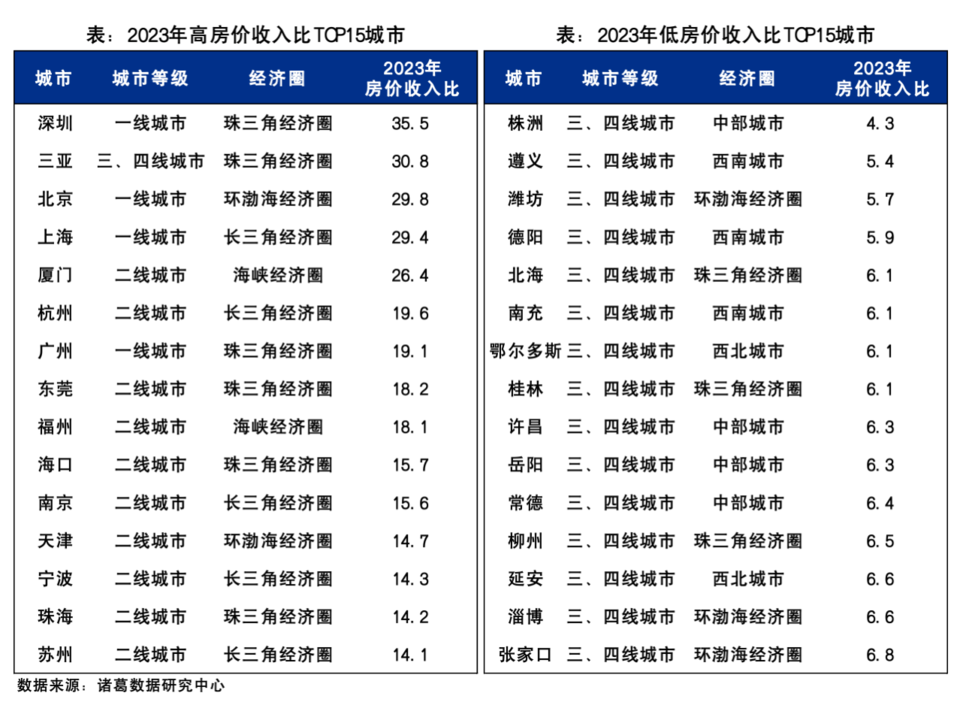 表：2023年高房价收入比TOP15城市
城市 城市等级 经济圈 2023年
房价收入比
深圳 一线城市 珠三角经济圈 35.5
三亚 三、四线城市 珠三角经济圈 30.8
北京 一线城市 环渤海经济圈 29.8
上海 一线城市 长三角经济圈 29.4
厦门 二线城市 海峡经济圈 26.4
杭州 二线城市 长三角经济圈 19.6
广州 一线城市 珠三角经济圈 19.1
东莞 二线城市 珠三角经济圈 18.2
福州 二线城市 海峡经济圈 18.1
海口 二线城市 珠三角经济圈 15.7
南京 二线城市 长三角经济圈 15.6
天津 二线城市 环渤海经济圈 14.7
宁波 二线城市 长三角经济圈 14.3
珠海 二线城市 珠三角经济圈 14.2
苏州 二线城市 长三角经济圈 14.1
表：2023年低房价收入比TOP15城市
城市 城市等级 经济圈 2023年
房价收入比
株洲 三、四线城市 中部城市 4.3
遵义 三、四线城市 西南城市 5.4
潍坊 三、四线城市 环渤海经济圈 5.7
德阳 三、四线城市 西南城市 5.9
北海 三、四线城市 珠三角经济圈 6.1
南充 三、四线城市 西南城市 6.1
鄂尔多斯 三、四线城市 西北城市 6.1
桂林 三、四线城市 珠三角经济圈 6.1
许昌 三、四线城市 中部城市 6.3
岳阳 三、四线城市 中部城市 6.3
常德 三、四线城市 中部城市 6.4
柳州 三、四线城市 珠三角经济圈 6.5
延安 三、四线城市 西北城市 6.6
淄博 三、四线城市 环渤海经济圈 6.6
张家口 三、四线城市 环渤海经济圈 6.8
数据来源：诸葛数据研究中心